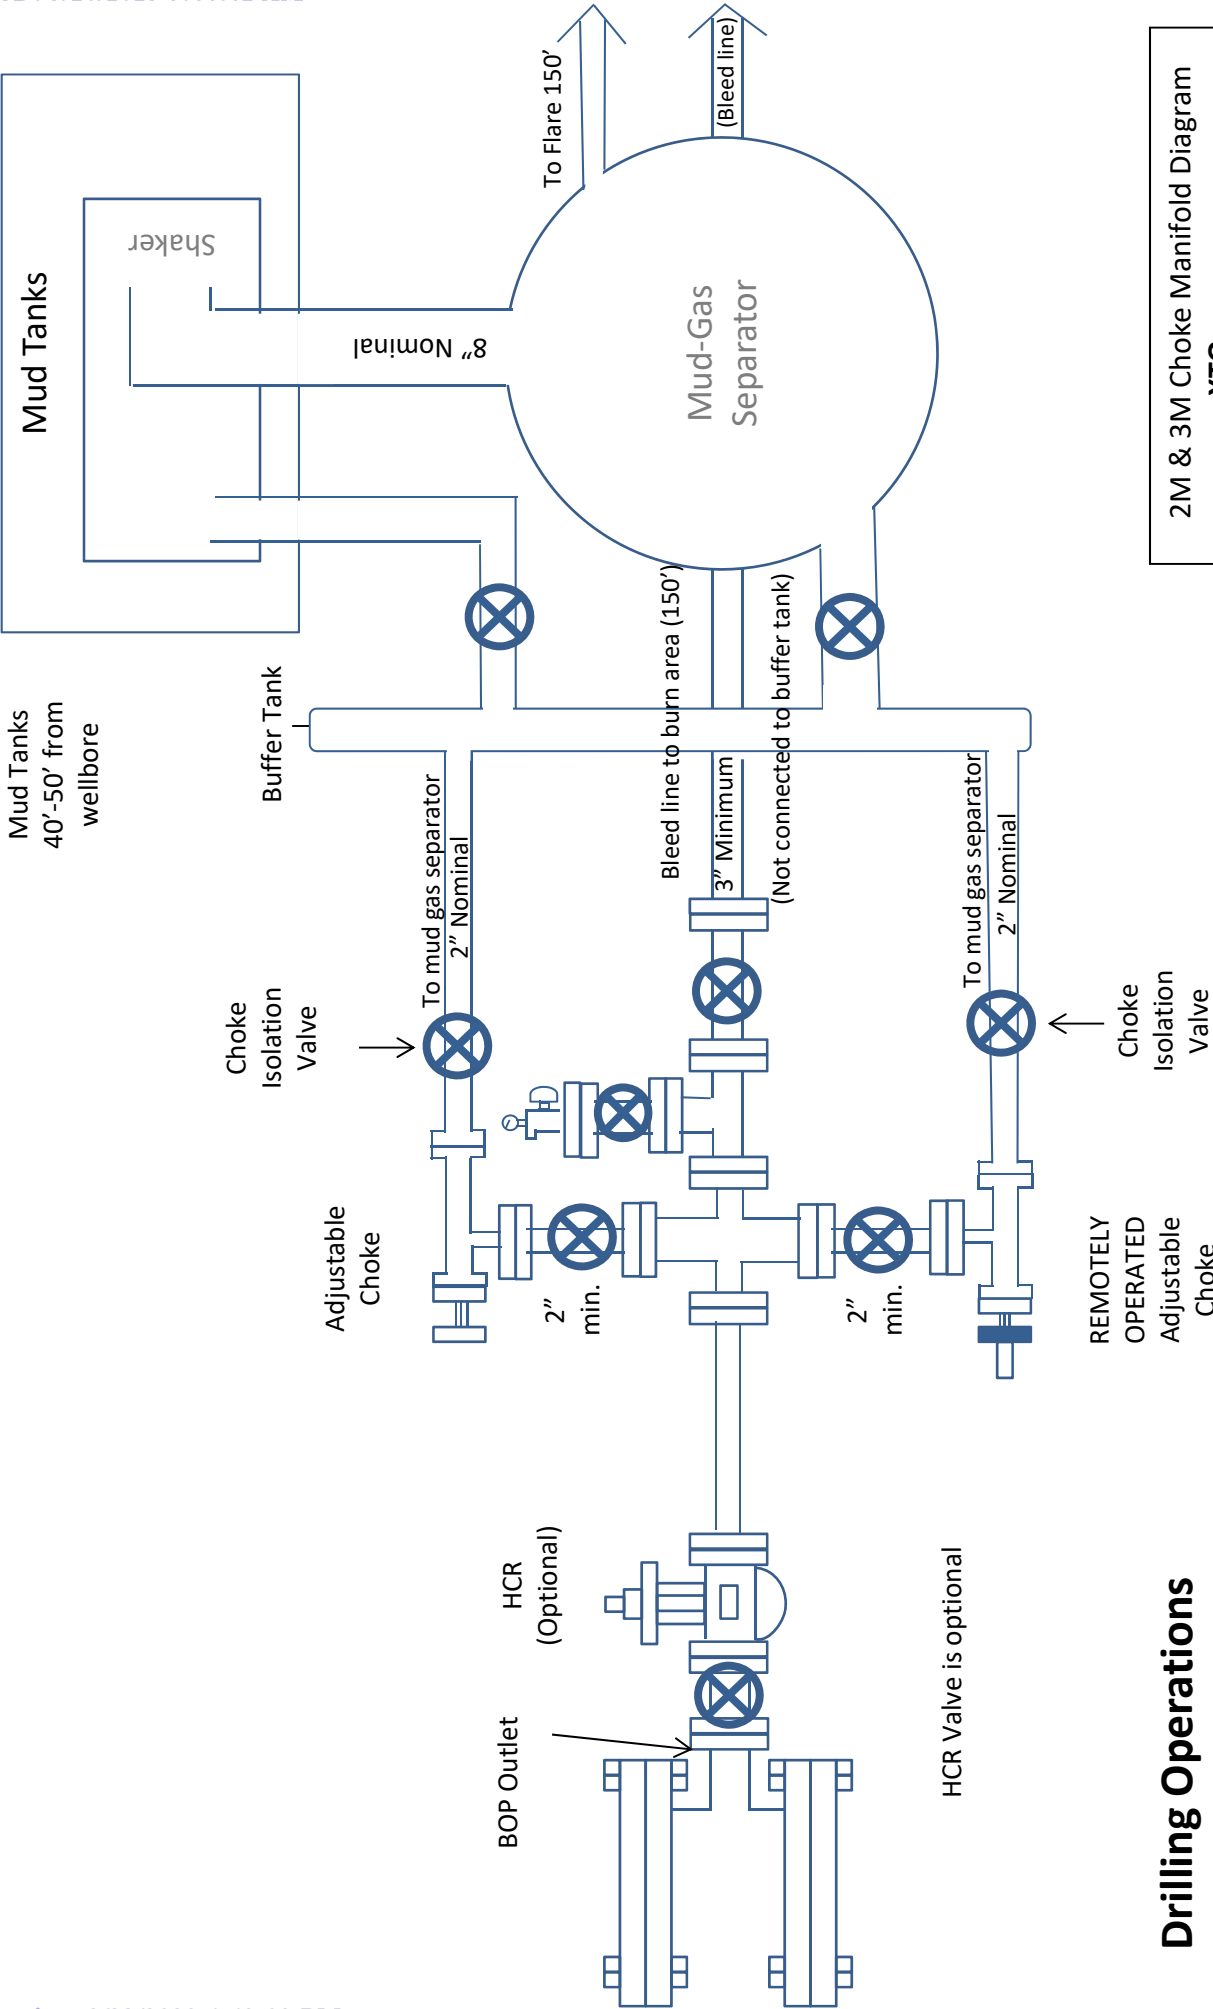 Mud Tanks
40’-50’ from
wellbore
Mud Tanks
Shaker
8” Nominal
Buffer Tank
Choke
Isolation
Valve
Adjustable
Choke
To mud gas separator
2” Nominal
To Flare 150’
(Bleed line)
Mud-Gas
Separator
Bleed line to burn area (150’)
3” Minimum
(Not connected to buffer tank)
HCR
(Optional)
BOP Outlet
2”
min.
2”
min.
To mud gas separator
2” Nominal
HCR Valve is optional
REMOTELY
OPERATED
Adjustable
Choke
Choke
Isolation
Valve
Drilling Operations
2M & 3M Choke Manifold Diagram
XTO